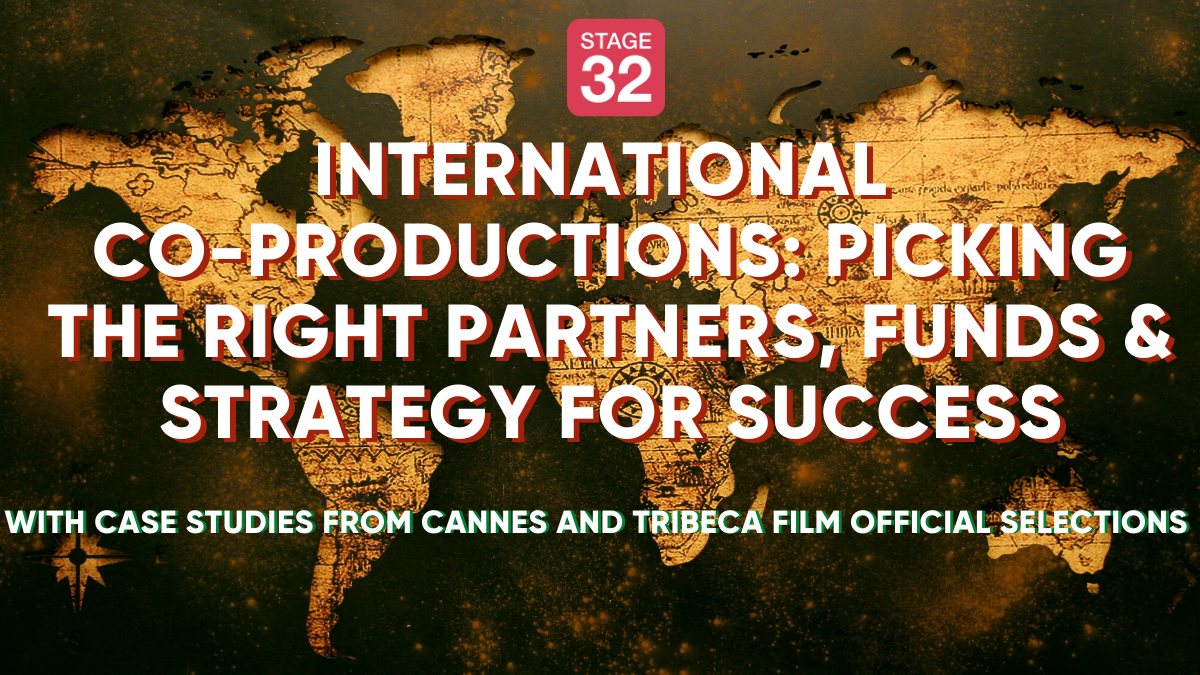 STAGE
32
INTERNATIONAL
CO-PRODUCTIONS: PICKING
THE RIGHT PARTNERS, FUNDS &
STRATEGY FOR SUCCESS
WITH CASE STUDIES FROM CANNES AND TRIBECA FILM OFFICIAL SELECTIONS